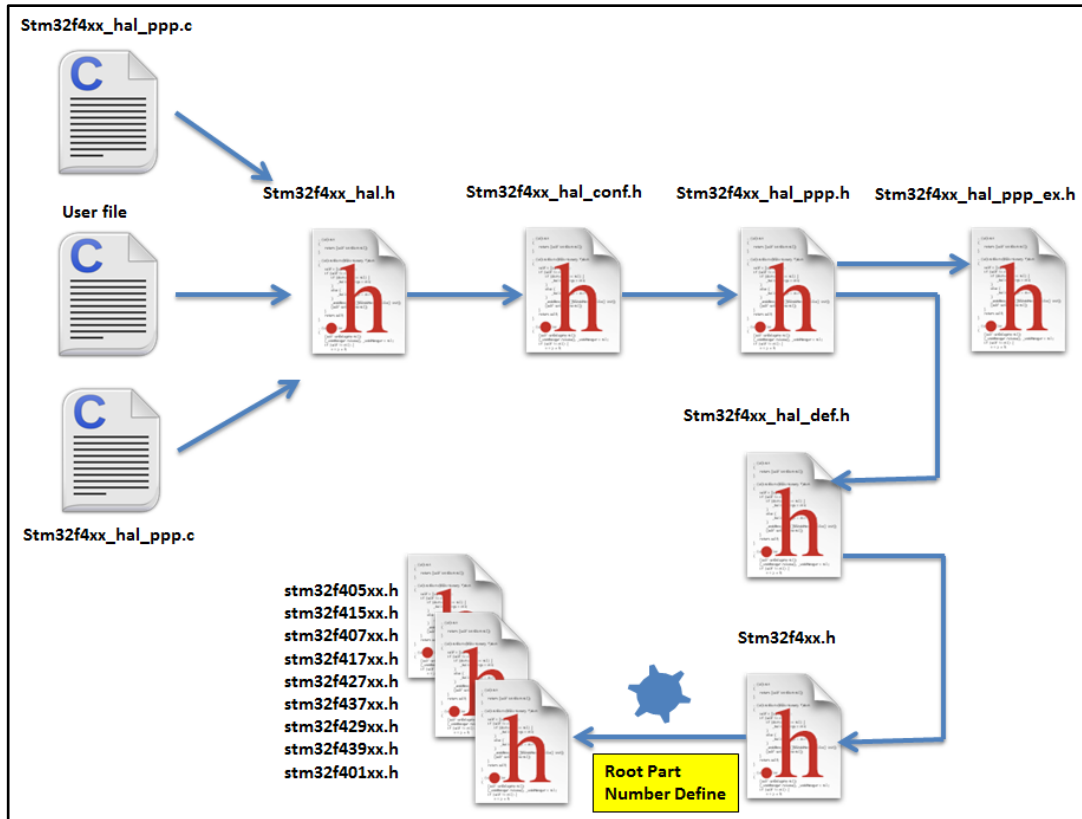 Stm32f4xx_hal_ppp.c
C
User file
C
Stm32f4xx_hal_ppp.c
C
Stm32f4xx_hal.h
.h
Stm32f4xx_hal_conf.h
.h
Stm32f4xx_hal_ppp.h
.h
Stm32f4xx_hal_ppp_ex.h
.h
Stm32f4xx_hal_def.h
.h
Stm32f4xx.h
.h
Root Part
Number Define
stm32f405xx.h
stm32f415xx.h
stm32f407xx.h
stm32f417xx.h
stm32f427xx.h
stm32f437xx.h
stm32f429xx.h
stm32f439xx.h
stm32f401xx.h
.h